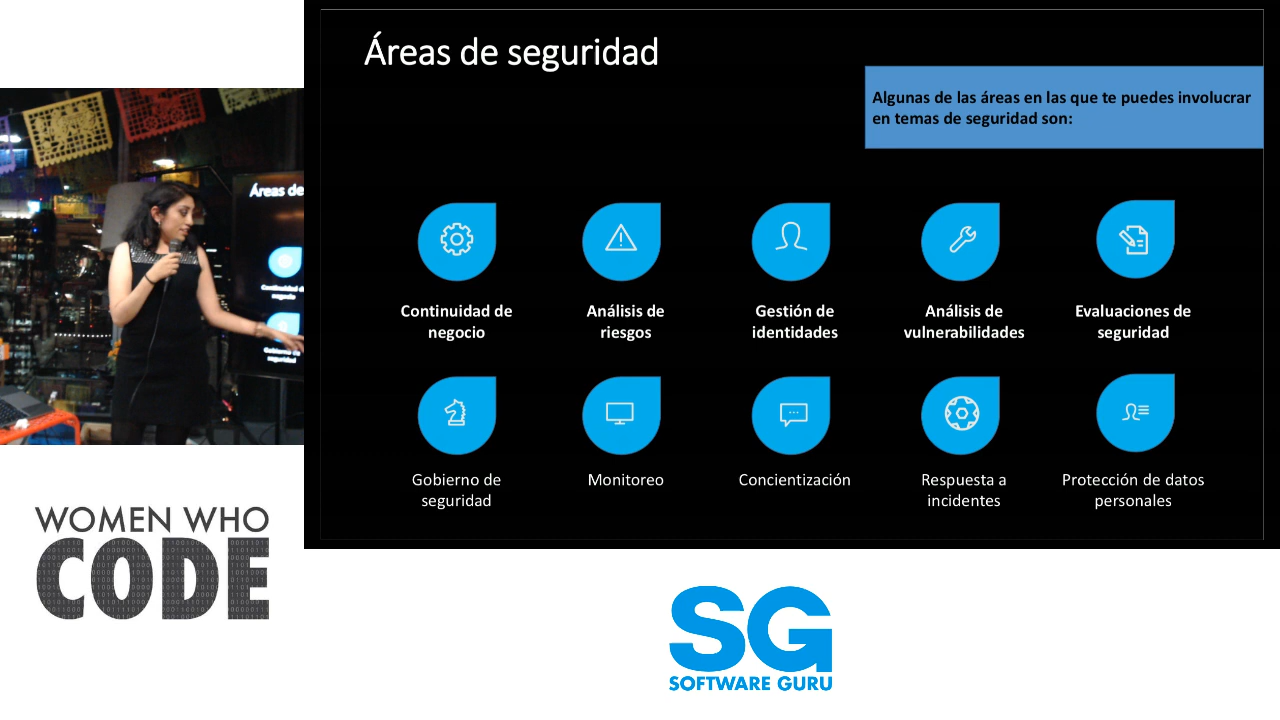 Áreas de seguridad
Algunas de las áreas en las que te puedes involucrar
en temas de seguridad son:
Continuidad de
negocio
Análisis de
riesgos
Gestión de
identidades
Análisis de
vulnerabilidades
Evaluaciones de
seguridad
Gobierno de
seguridad
Monitoreo
Concientización
Respuesta a
incidentes
Protección de datos
personales
Áreas de
WOMEN WHO
CODE
SG
SOFTWARE GURU